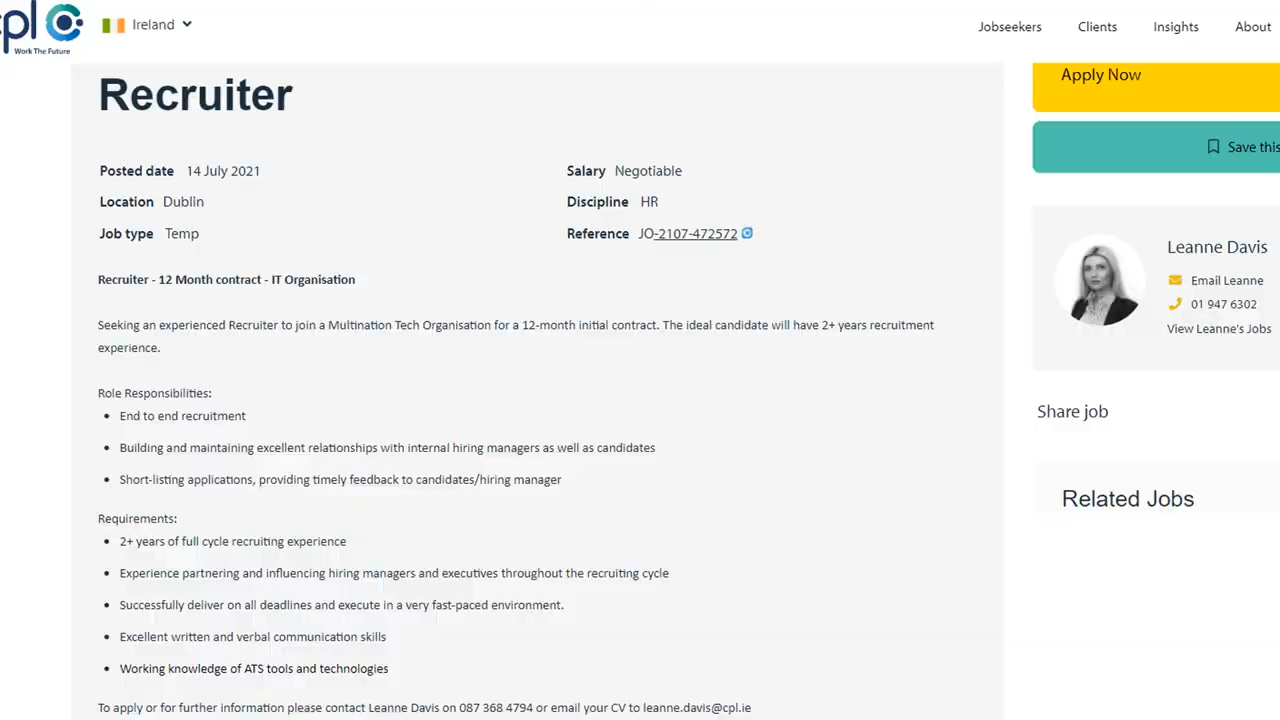 cpl
Work The Future
Ireland
Jobseekers Clients Insights About
Recruiter
Posted date 14 July 2021
Salary Negotiable
Location Dublin
Discipline HR
Job type Temp
Reference JO-2107-472572
Recruiter - 12 Month contract - IT Organisation
Seeking an experienced Recruiter to join a Multination Tech Organisation for a 12-month initial contract. The ideal candidate will have 2+ years recruitment
experience.
Role Responsibilities:
• End to end recruitment
• Building and maintaining excellent relationships with internal hiring managers as well as candidates
• Short-listing applications, providing timely feedback to candidates/hiring manager
Requirements:
• 2+ years of full cycle recruiting experience
• Experience partnering and influencing hiring managers and executives throughout the recruiting cycle
• Successfully deliver on all deadlines and execute in a very fast-paced environment.
• Excellent written and verbal communication skills
• Working knowledge of ATS tools and technologies
To apply or for further information please contact Leanne Davis on 087 368 4794 or email your CV to leanne.davis@cpl.ie
Apply Now
Save this
Leanne Davis
Email Leanne
01 947 6302
View Leanne's Jobs
Share job
Related Jobs